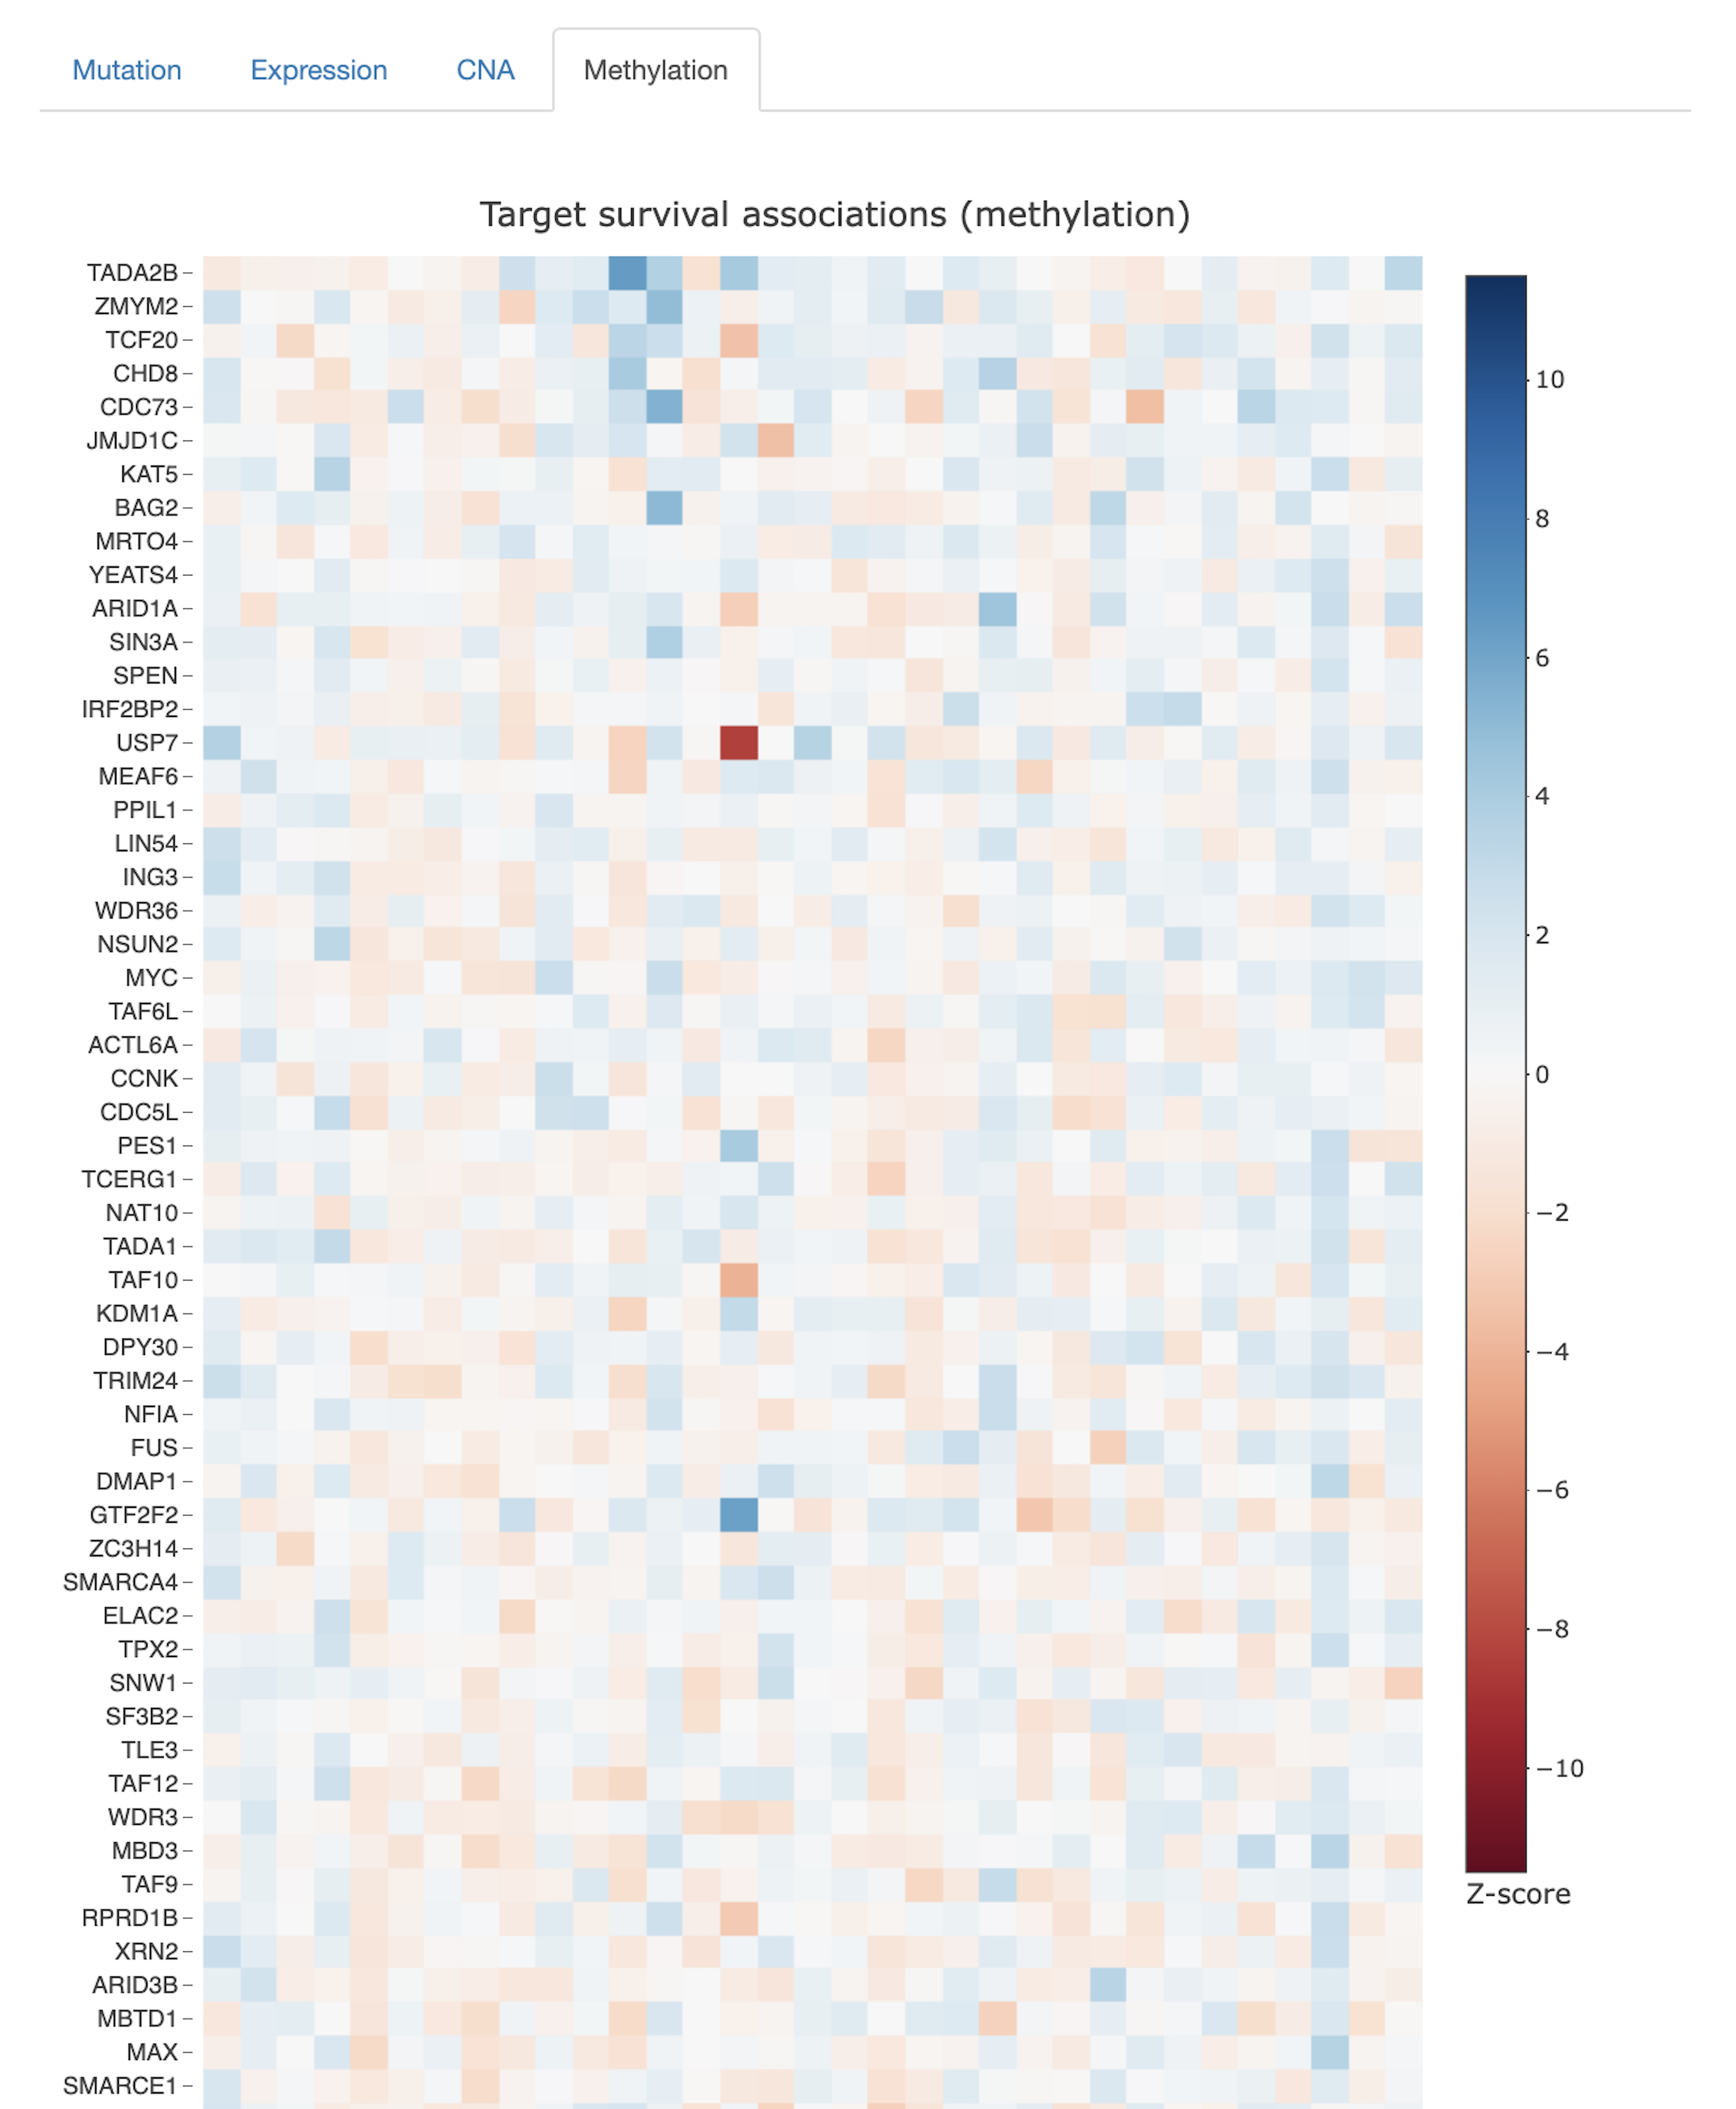 Mutation Expression CNA Methylation
Target survival associations (methylation)
TADA2B
ZMYM2
TCF20
CHD8
CDC73
JMJD1C
KAT5
BAG2
MRTO4
YEATS4
ARID1A
SIN3A
SPEN
IRF2BP2
USP7
MEAF6
PPIL1
LIN54
ING3
WDR36
NSUN2
MYC
TAF6L
ACTL6A
CCNK
CDC5L
PES1
TCERG1
NAT10
TADA1
TAF10
KDM1A
DPY30
TRIM24
NFIA
FUS
DMAP1
GTF2F2
ZC3H14
SMARCA4
ELAC2
TPX2
SNW1
SF3B2
TLE3
TAF12
WDR3
MBD3
TAF9
RPRD1B
XRN2
ARID3B
MBTD1
MAX
SMARCE1
10
8
6
4
2
0
−2
−4
−6
−8
−10
Z-score